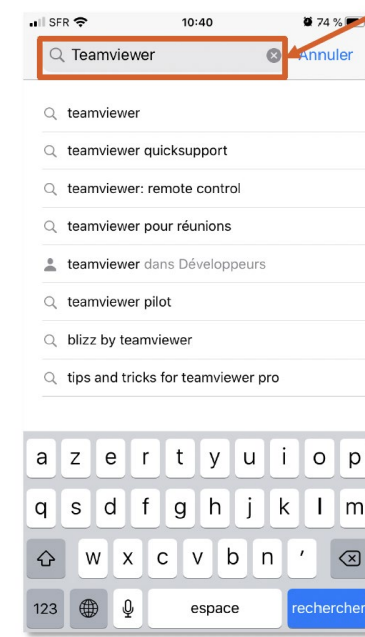 SFR 10:40 74 %
Teamviewer Annuler
teamviewer
teamviewer quicksupport
teamviewer: remote control
teamviewer pour réunions
teamviewer dans Développeurs
teamviewer pilot
blizz by teamviewer
tips and tricks for teamviewer pro
a z e r t y u i o p
q s d f g h j k l m
w x c v b n '
123 espace rechercher